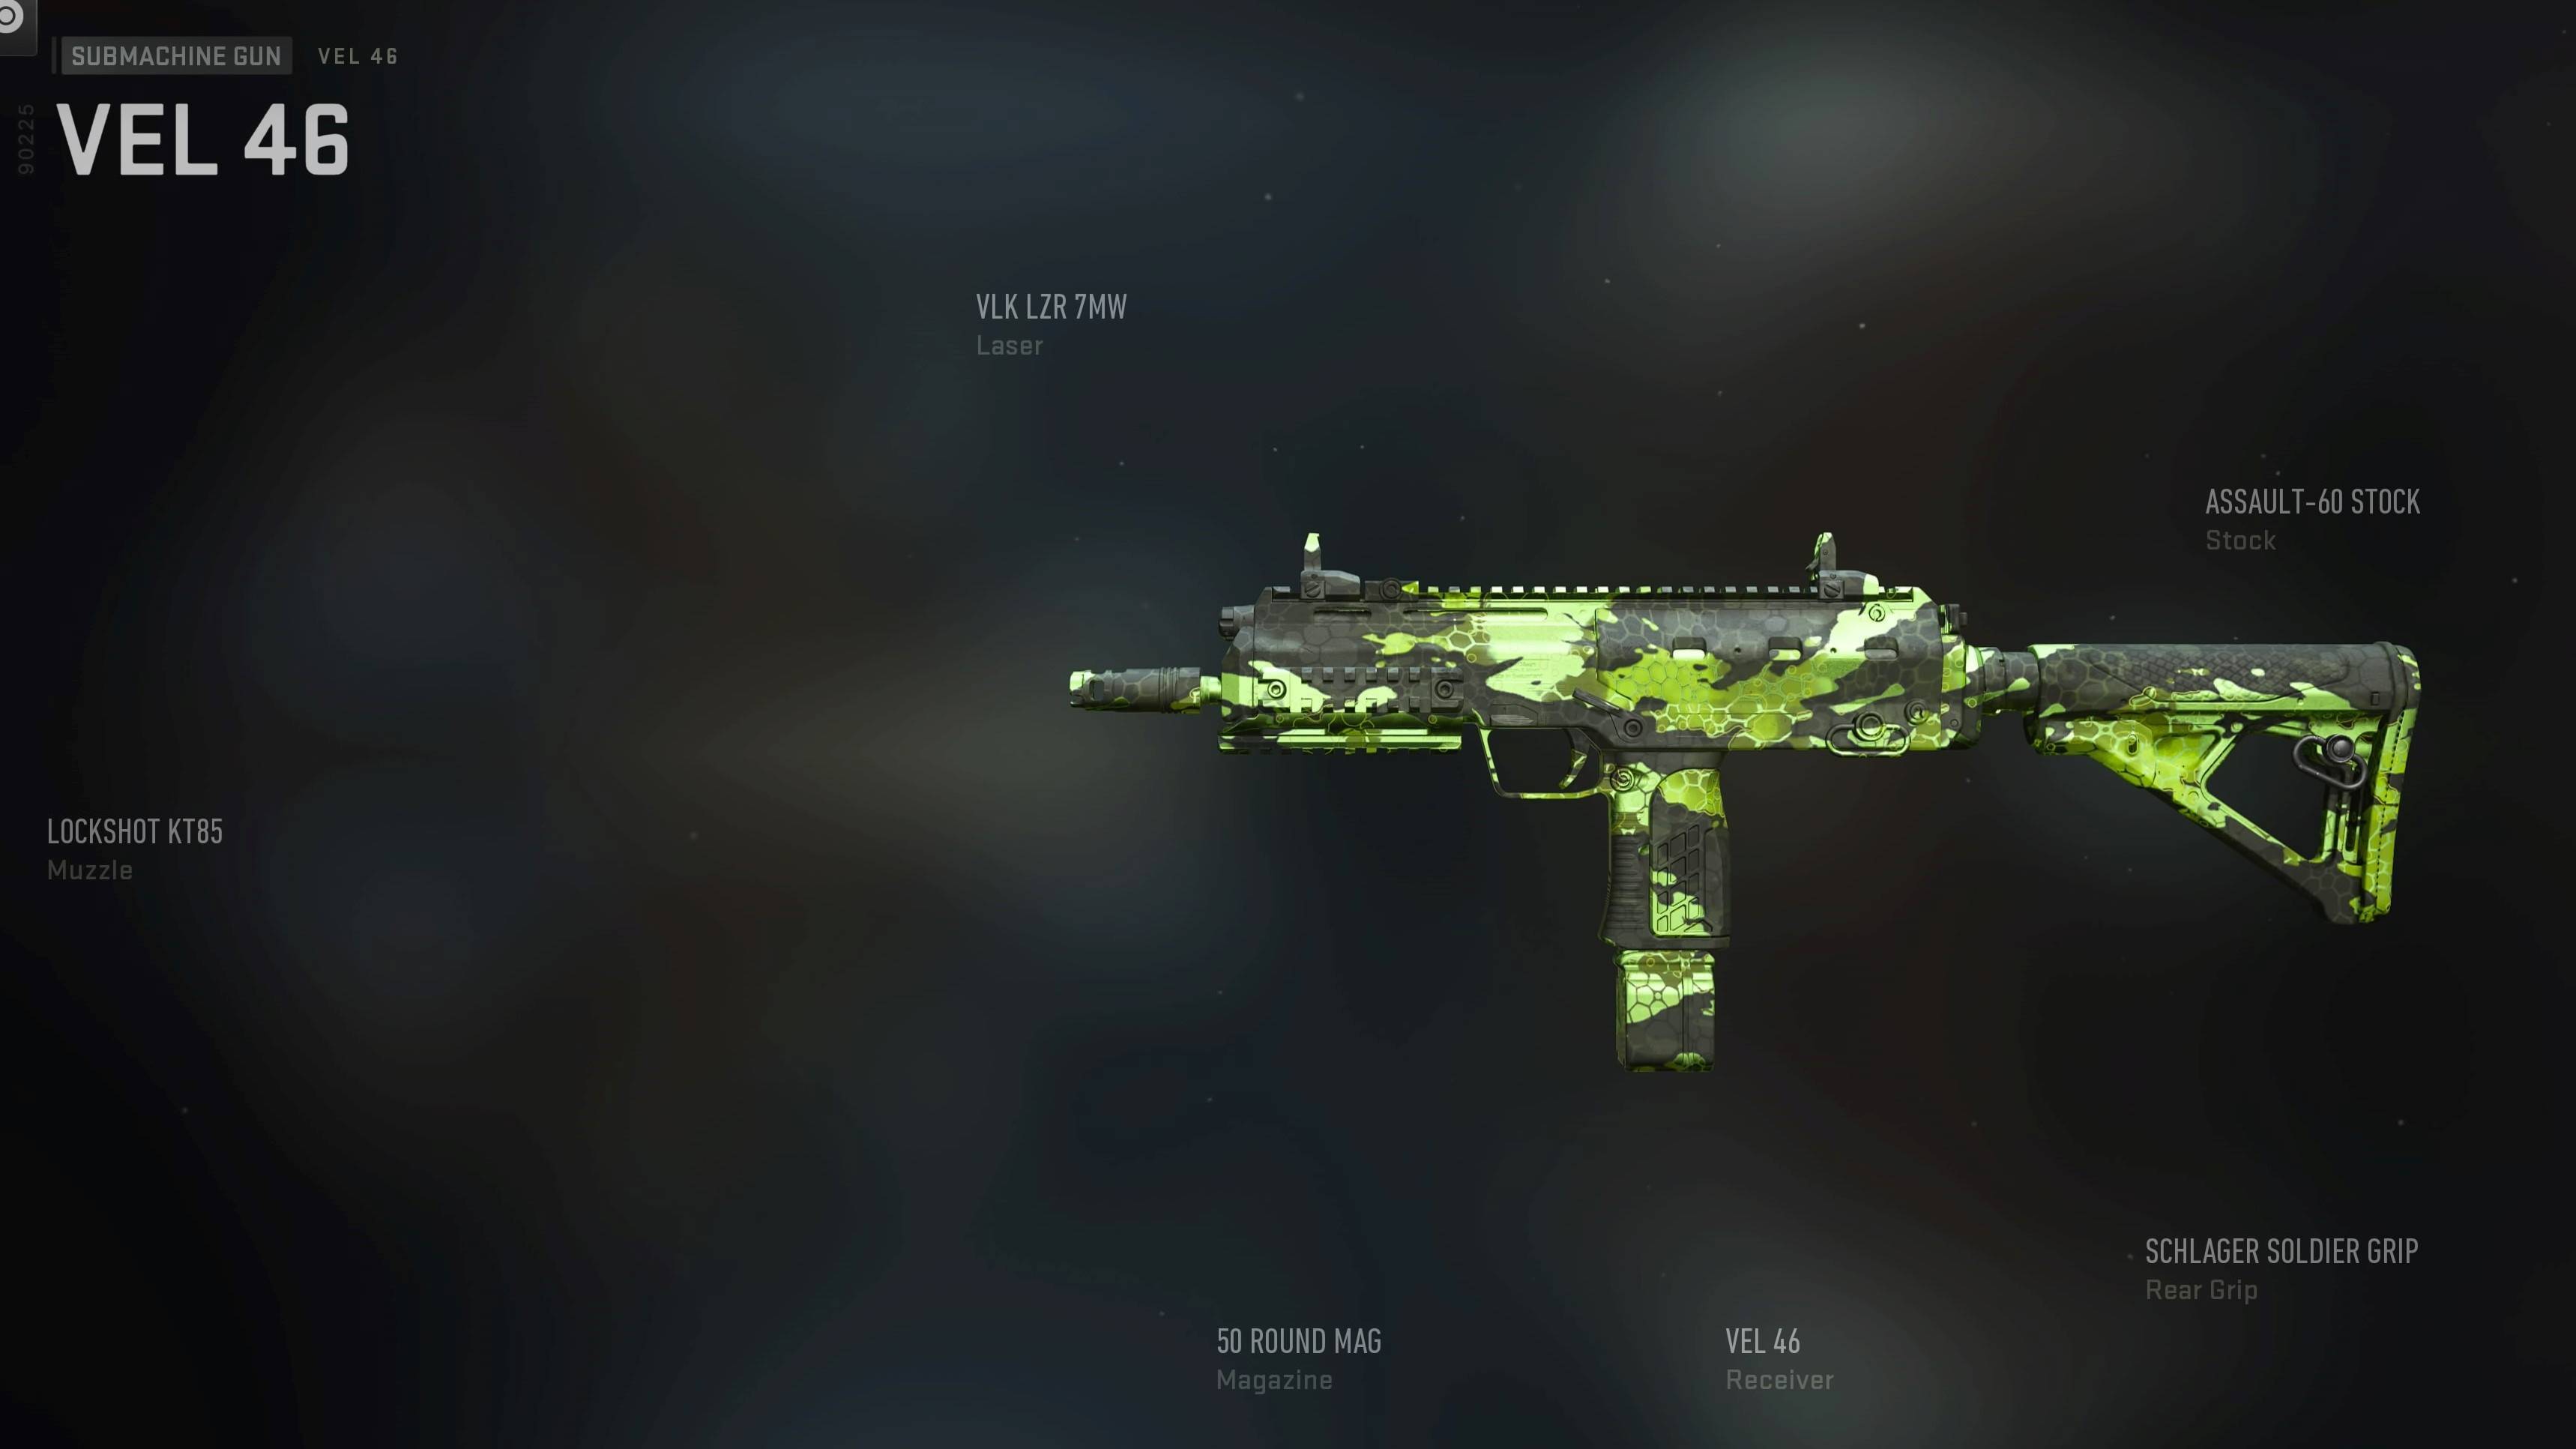 SUBMACHINE GUN VEL 46
VEL 46
90225
VLK LZR 7MW
Laser
ASSAULT-60 STOCK
Stock
LOCKSHOT KT85
Muzzle
SCHLAGER SOLDIER GRIP
Rear Grip
50 ROUND MAG
Magazine
VEL 46
Receiver